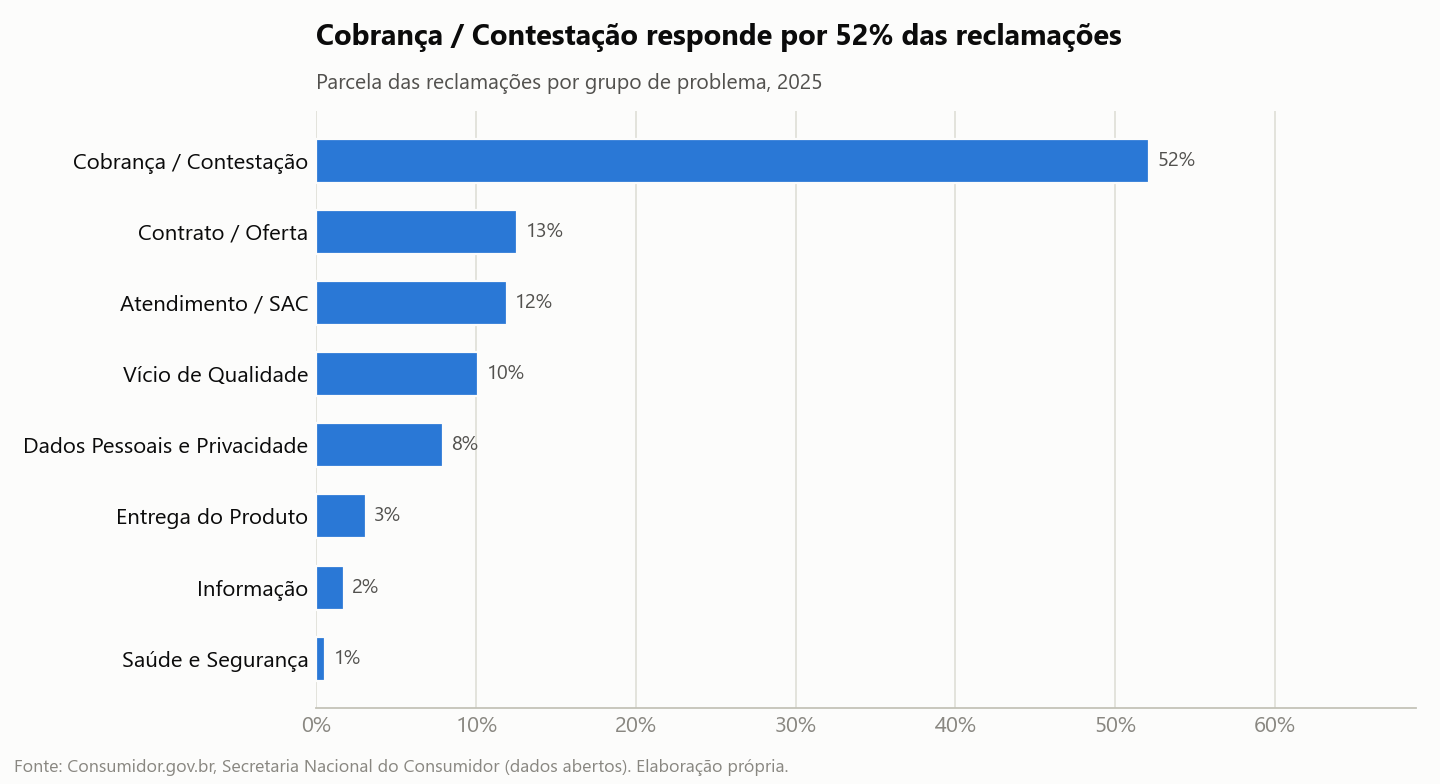 Cobrança / Contestação responde por 52% das reclamações
Parcela das reclamações por grupo de problema, 2025
Cobrança / Contestação 52%
Contrato / Oferta 13%
Atendimento / SAC 12%
Vício de Qualidade 10%
Dados Pessoais e Privacidade 8%
Entrega do Produto 3%
Informação 2%
Saúde e Segurança 1%
0% 10% 20% 30% 40% 50% 60%
Fonte: Consumidor.gov.br, Secretaria Nacional do Consumidor (dados abertos). Elaboração própria.